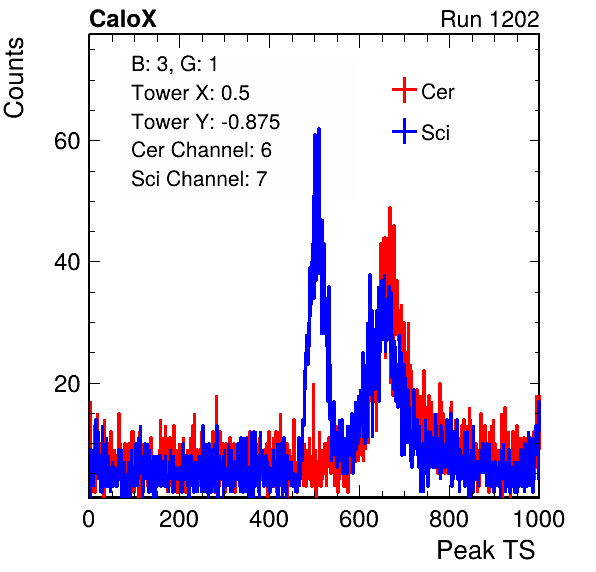 CaloX Run 1202
Counts
B: 3, G: 1
Tower X: 0.5
Tower Y: -0.875
Cer Channel: 6
Sci Channel: 7
Cer
Sci
60
40
20
0 200 400 600 800 1000
Peak TS